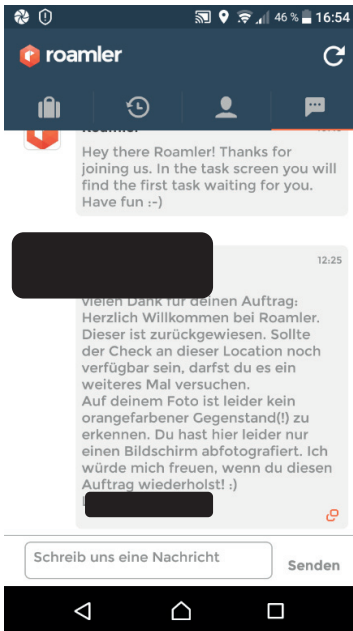 46 % 16:54
roamler
Hey there Roamler! Thanks for
joining us. In the task screen you will
find the first task waiting for you.
Have fun :-)
12:25
vielen Dank für deinen Auftrag:
Herzlich Willkommen bei Roamler.
Dieser ist zurückgewiesen. Sollte
der Check an dieser Location noch
verfügbar sein, darfst du es ein
weiteres Mal versuchen.
Auf deinem Foto ist leider kein
orangefarbener Gegenstand(!) zu
erkennen. Du hast hier leider nur
einen Bildschirm abfotografiert. Ich
würde mich freuen, wenn du diesen
Auftrag wiederholst! :)
Schreib uns eine Nachricht
Senden